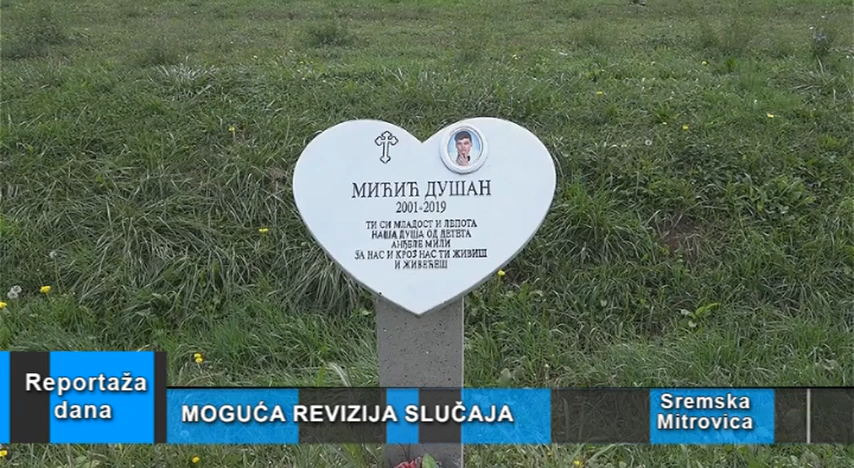 МИЋИЋ ДУШАН
2001-2019
ТИ СИ МЛАДОСТ И ЛЕПОТА
НАША ДУША ОД ДЕТЕТА
АНЂЕЛЕ МИЛИ
ЗА НАС И КРОЗ НАС ТИ ЖИВИШ
И ЖИВЕЋЕШ
Reportaža
dana
MOGUĆA REVIZIJA SLUČAJA
Sremska
Mitrovica